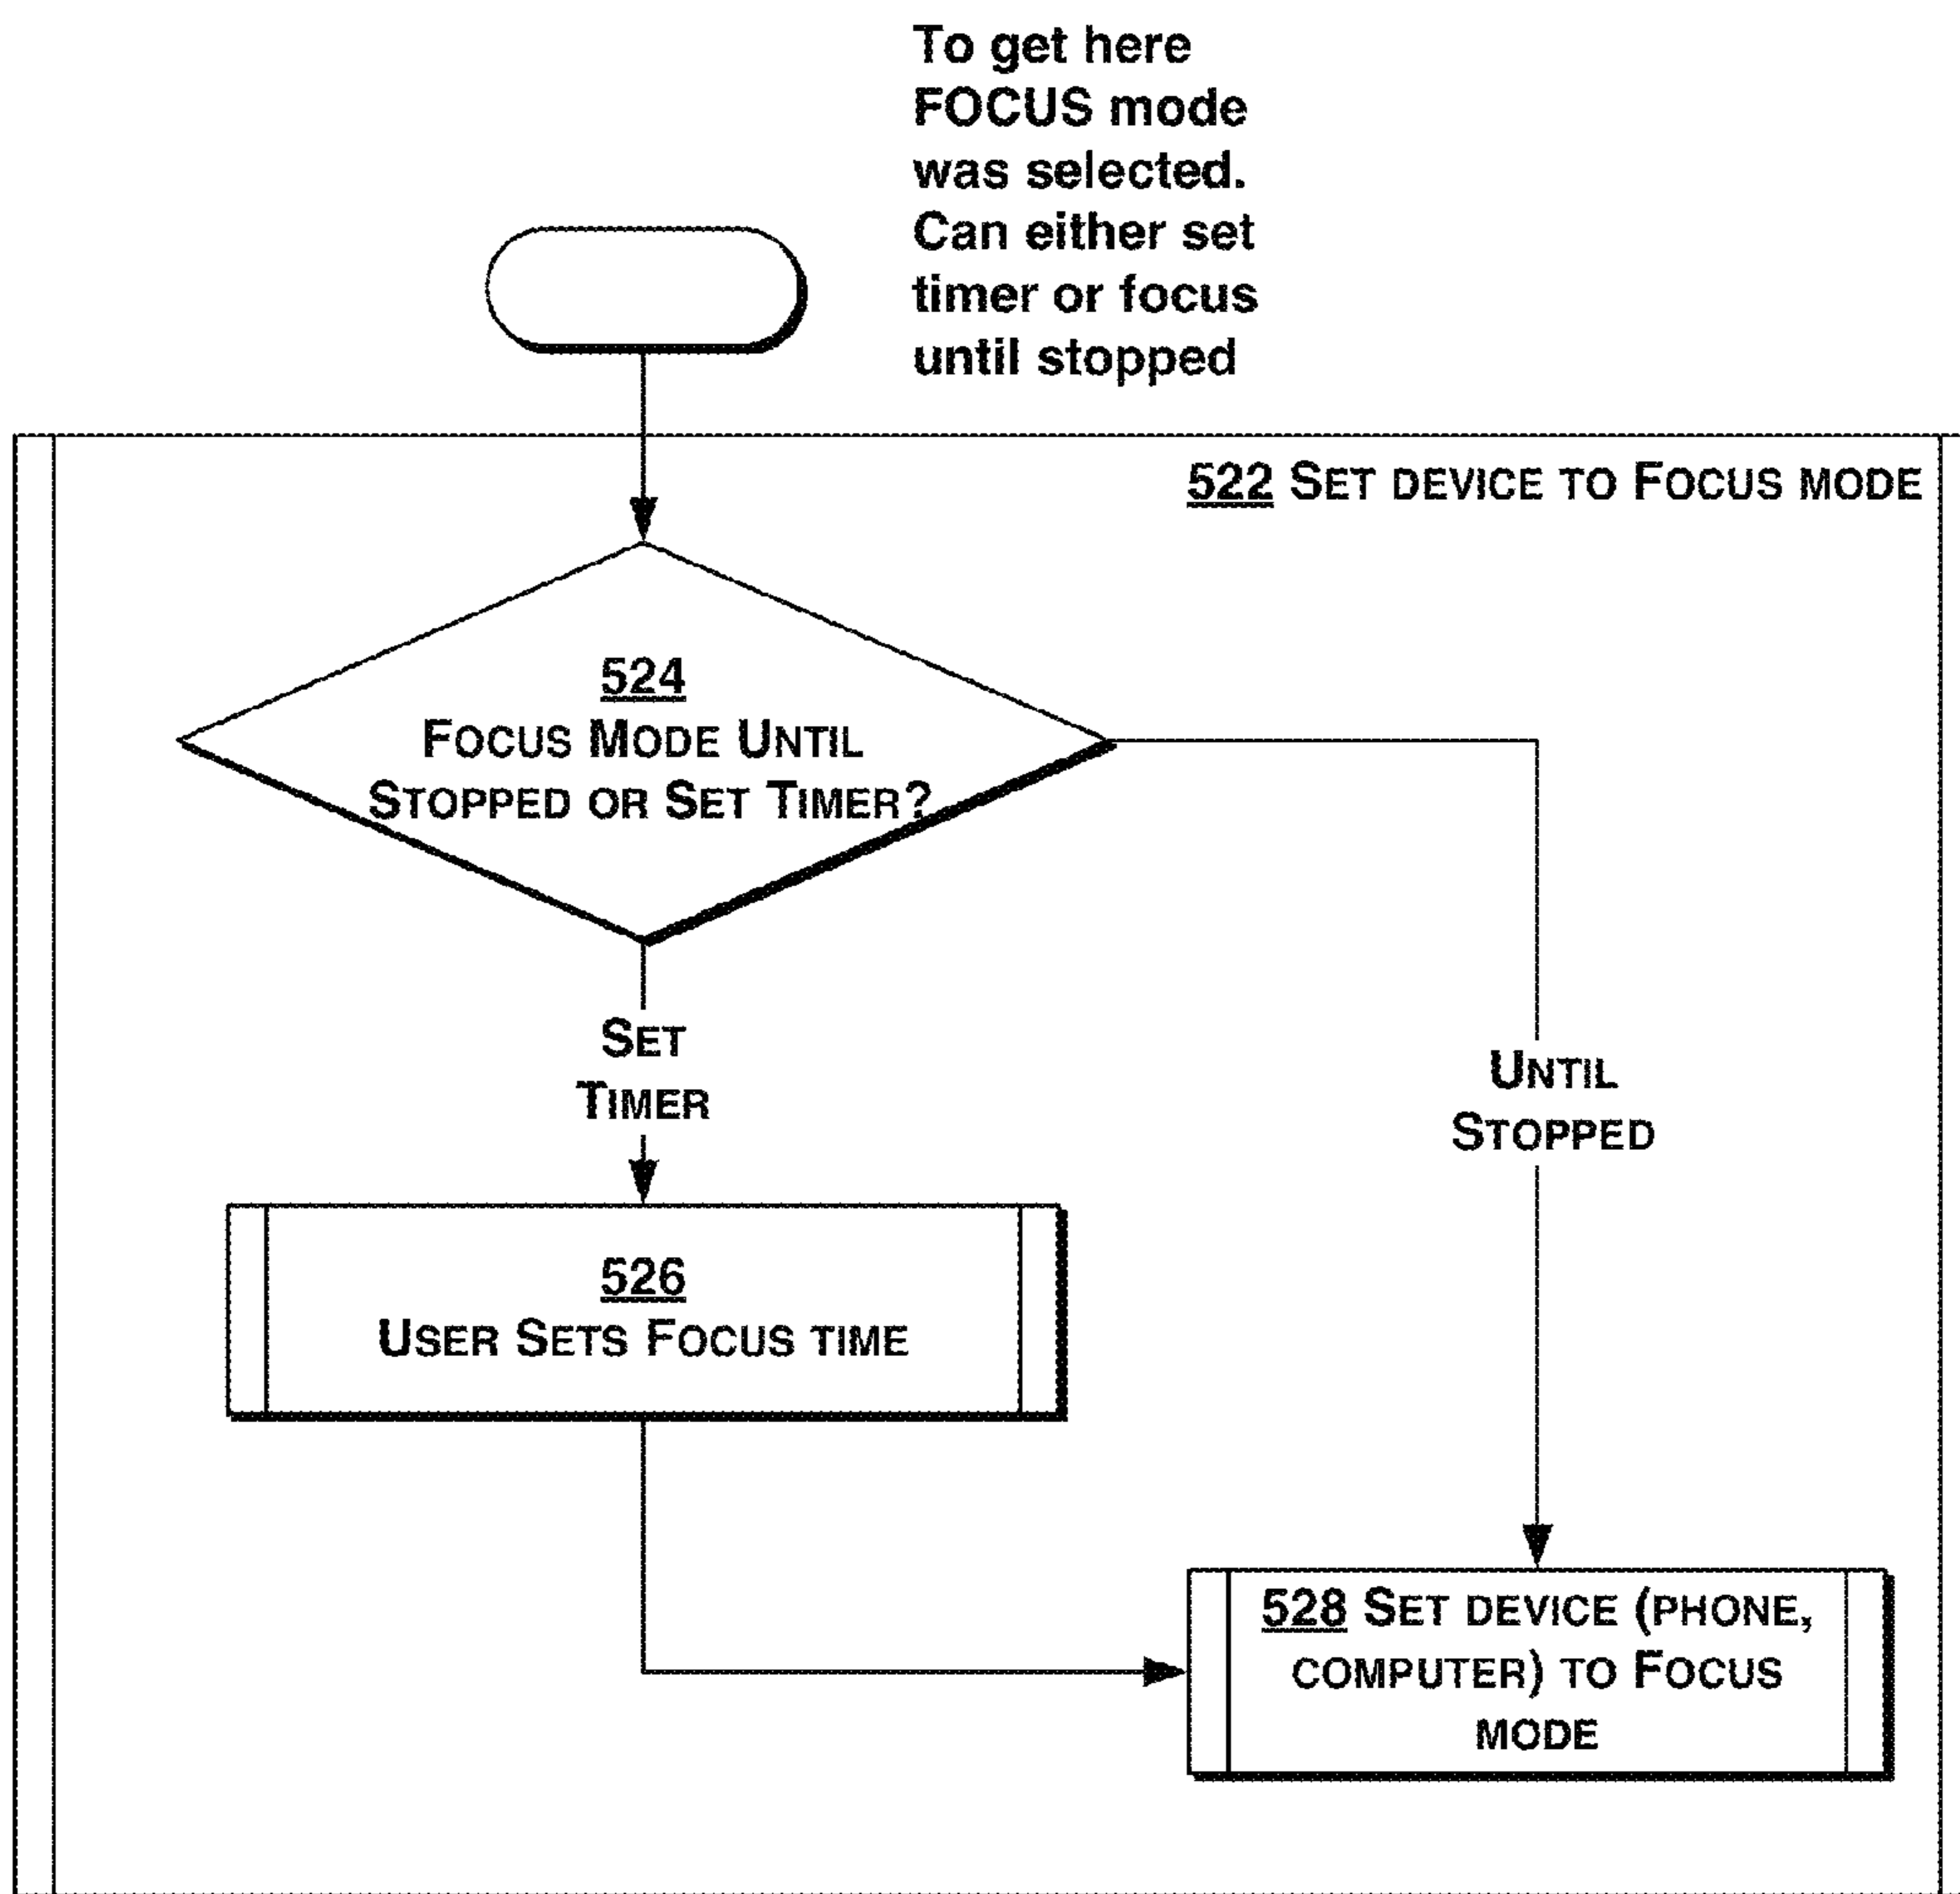 To get here
FOCUS mode
was selected.
Can either set
timer or focus
until stopped
522 SET DEVICE TO FOCUS MODE
524
FOCUS MODE UNTIL
STOPPED OR SET TIMER?
SET
TIMER
UNTIL
STOPPED
526
USER SETS FOCUS TIME
528 SET DEVICE (PHONE,
COMPUTER) TO FOCUS
MODE